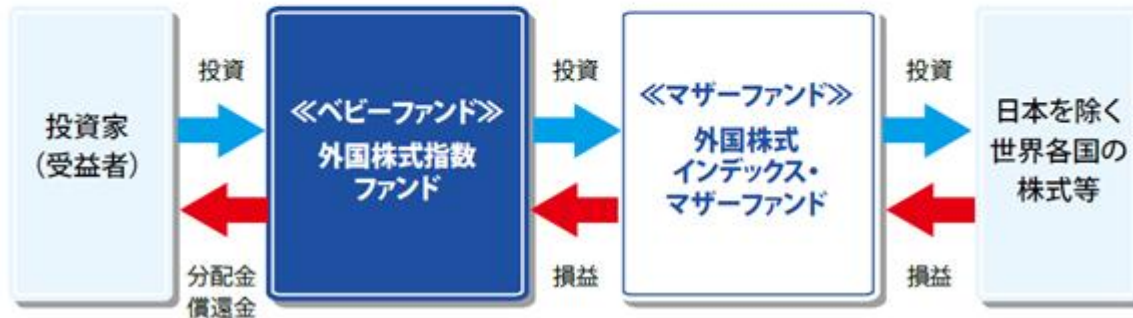 投資家
(受益者)
投資
分配金
償還金
≪ベビーファンド≫
外国株式指数
ファンド
投資
損益
≪マザーファンド≫
外国株式
インデックス・
マザーファンド
投資
損益
日本を除く
世界各国の
株式等